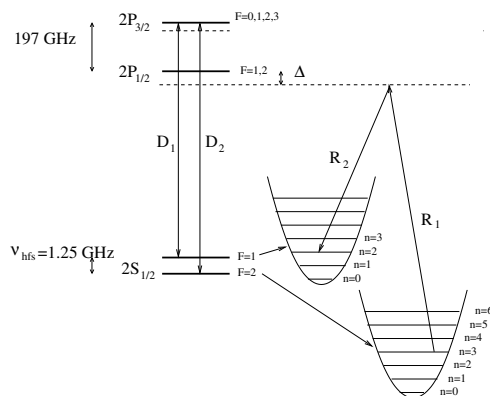 2P3/2
F=0,1,2,3
197 GHz
2P1/2
F=1,2
Δ
D1
D2
R2
R1
νhfs=1.25 GHz
F=1
2S1/2
F=2
n=3
n=2
n=1
n=0
n=6
n=5
n=4
n=3
n=2
n=1
n=0